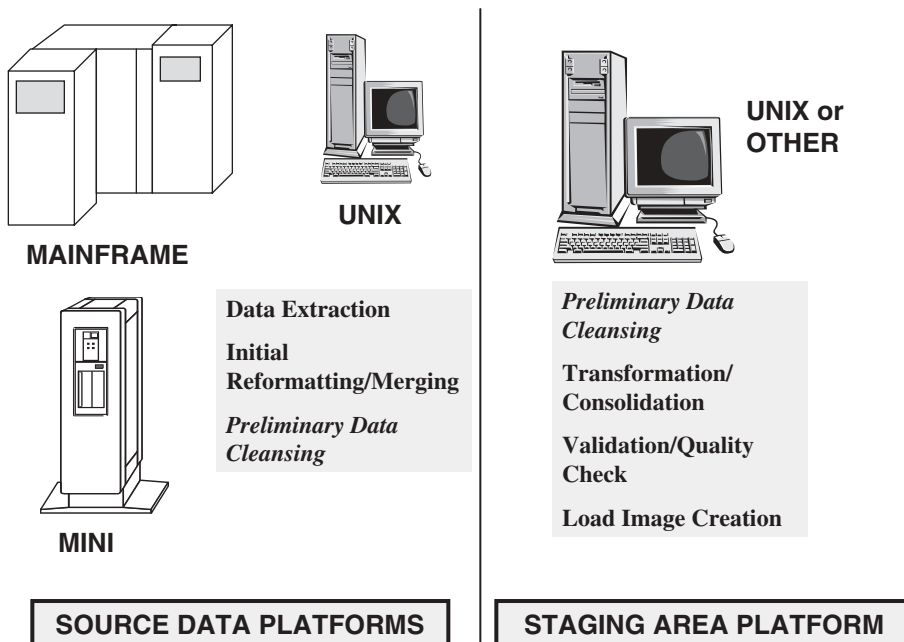 MAINFRAME
UNIX
MINI
Data Extraction
Initial
Reformatting/Merging
Preliminary Data
Cleansing
SOURCE DATA PLATFORMS
UNIX or
OTHER
Preliminary Data
Cleansing
Transformation/
Consolidation
Validation/Quality
Check
Load Image Creation
STAGING AREA PLATFORM